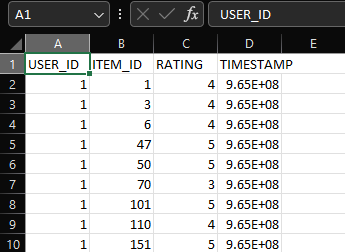 A1 fx USER_ID
A B C D E
1 USER_ID ITEM_ID RATING TIMESTAMP
2 1 1 4 9.65E+08
3 1 3 4 9.65E+08
4 1 6 4 9.65E+08
5 1 47 5 9.65E+08
6 1 50 5 9.65E+08
7 1 70 3 9.65E+08
8 1 101 5 9.65E+08
9 1 110 4 9.65E+08
10 1 151 5 9.65E+08